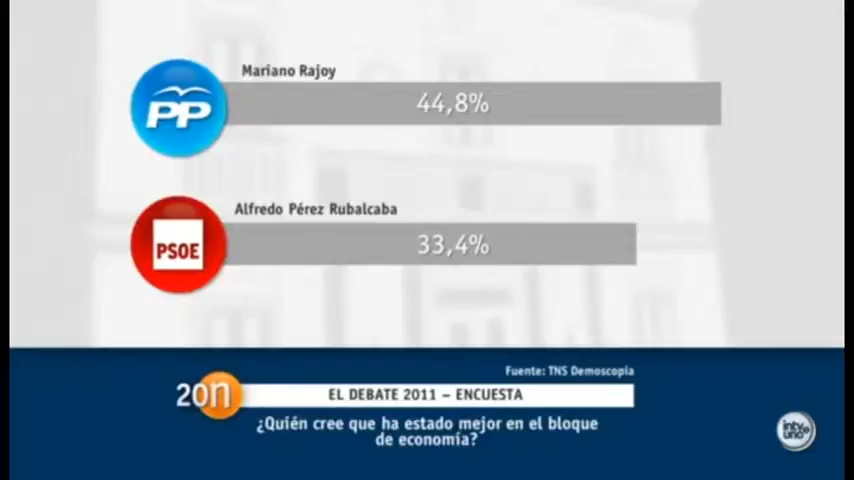 Mariano Rajoy
PP
44,8%
Alfredo Pérez Rubalcaba
PSOE
33,4%
Fuente: TNS Demoscopia
20n
EL DEBATE 2011 – ENCUESTA
¿Quién cree que ha estado mejor en el bloque
de economía?